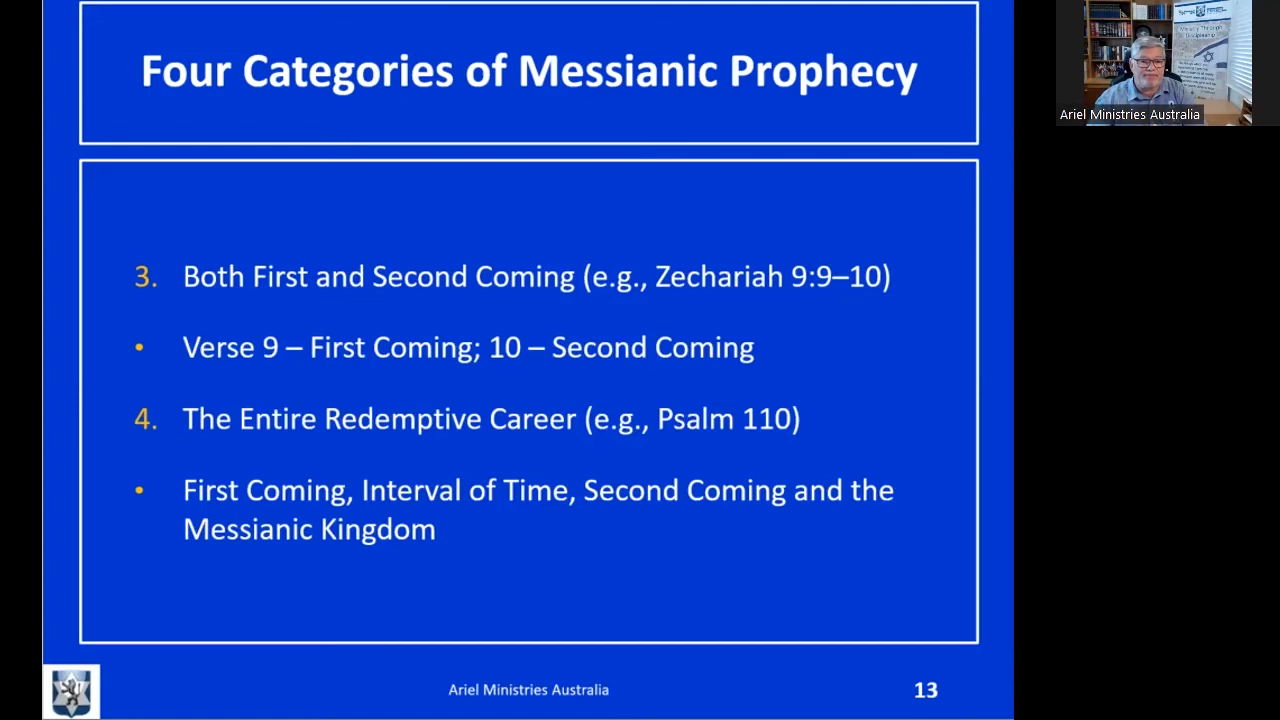 Four Categories of Messianic Prophecy
3. Both First and Second Coming (e.g., Zechariah 9:9–10)
• Verse 9 – First Coming; 10 – Second Coming
4. The Entire Redemptive Career (e.g., Psalm 110)
• First Coming, Interval of Time, Second Coming and the
Messianic Kingdom
Ariel Ministries Australia
13
Ariel Ministries Australia